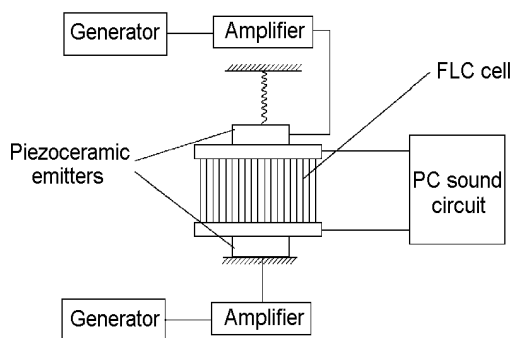 Generator
Amplifier
FLC cell
Piezoceramic
emitters
PC sound
circuit
Generator
Amplifier